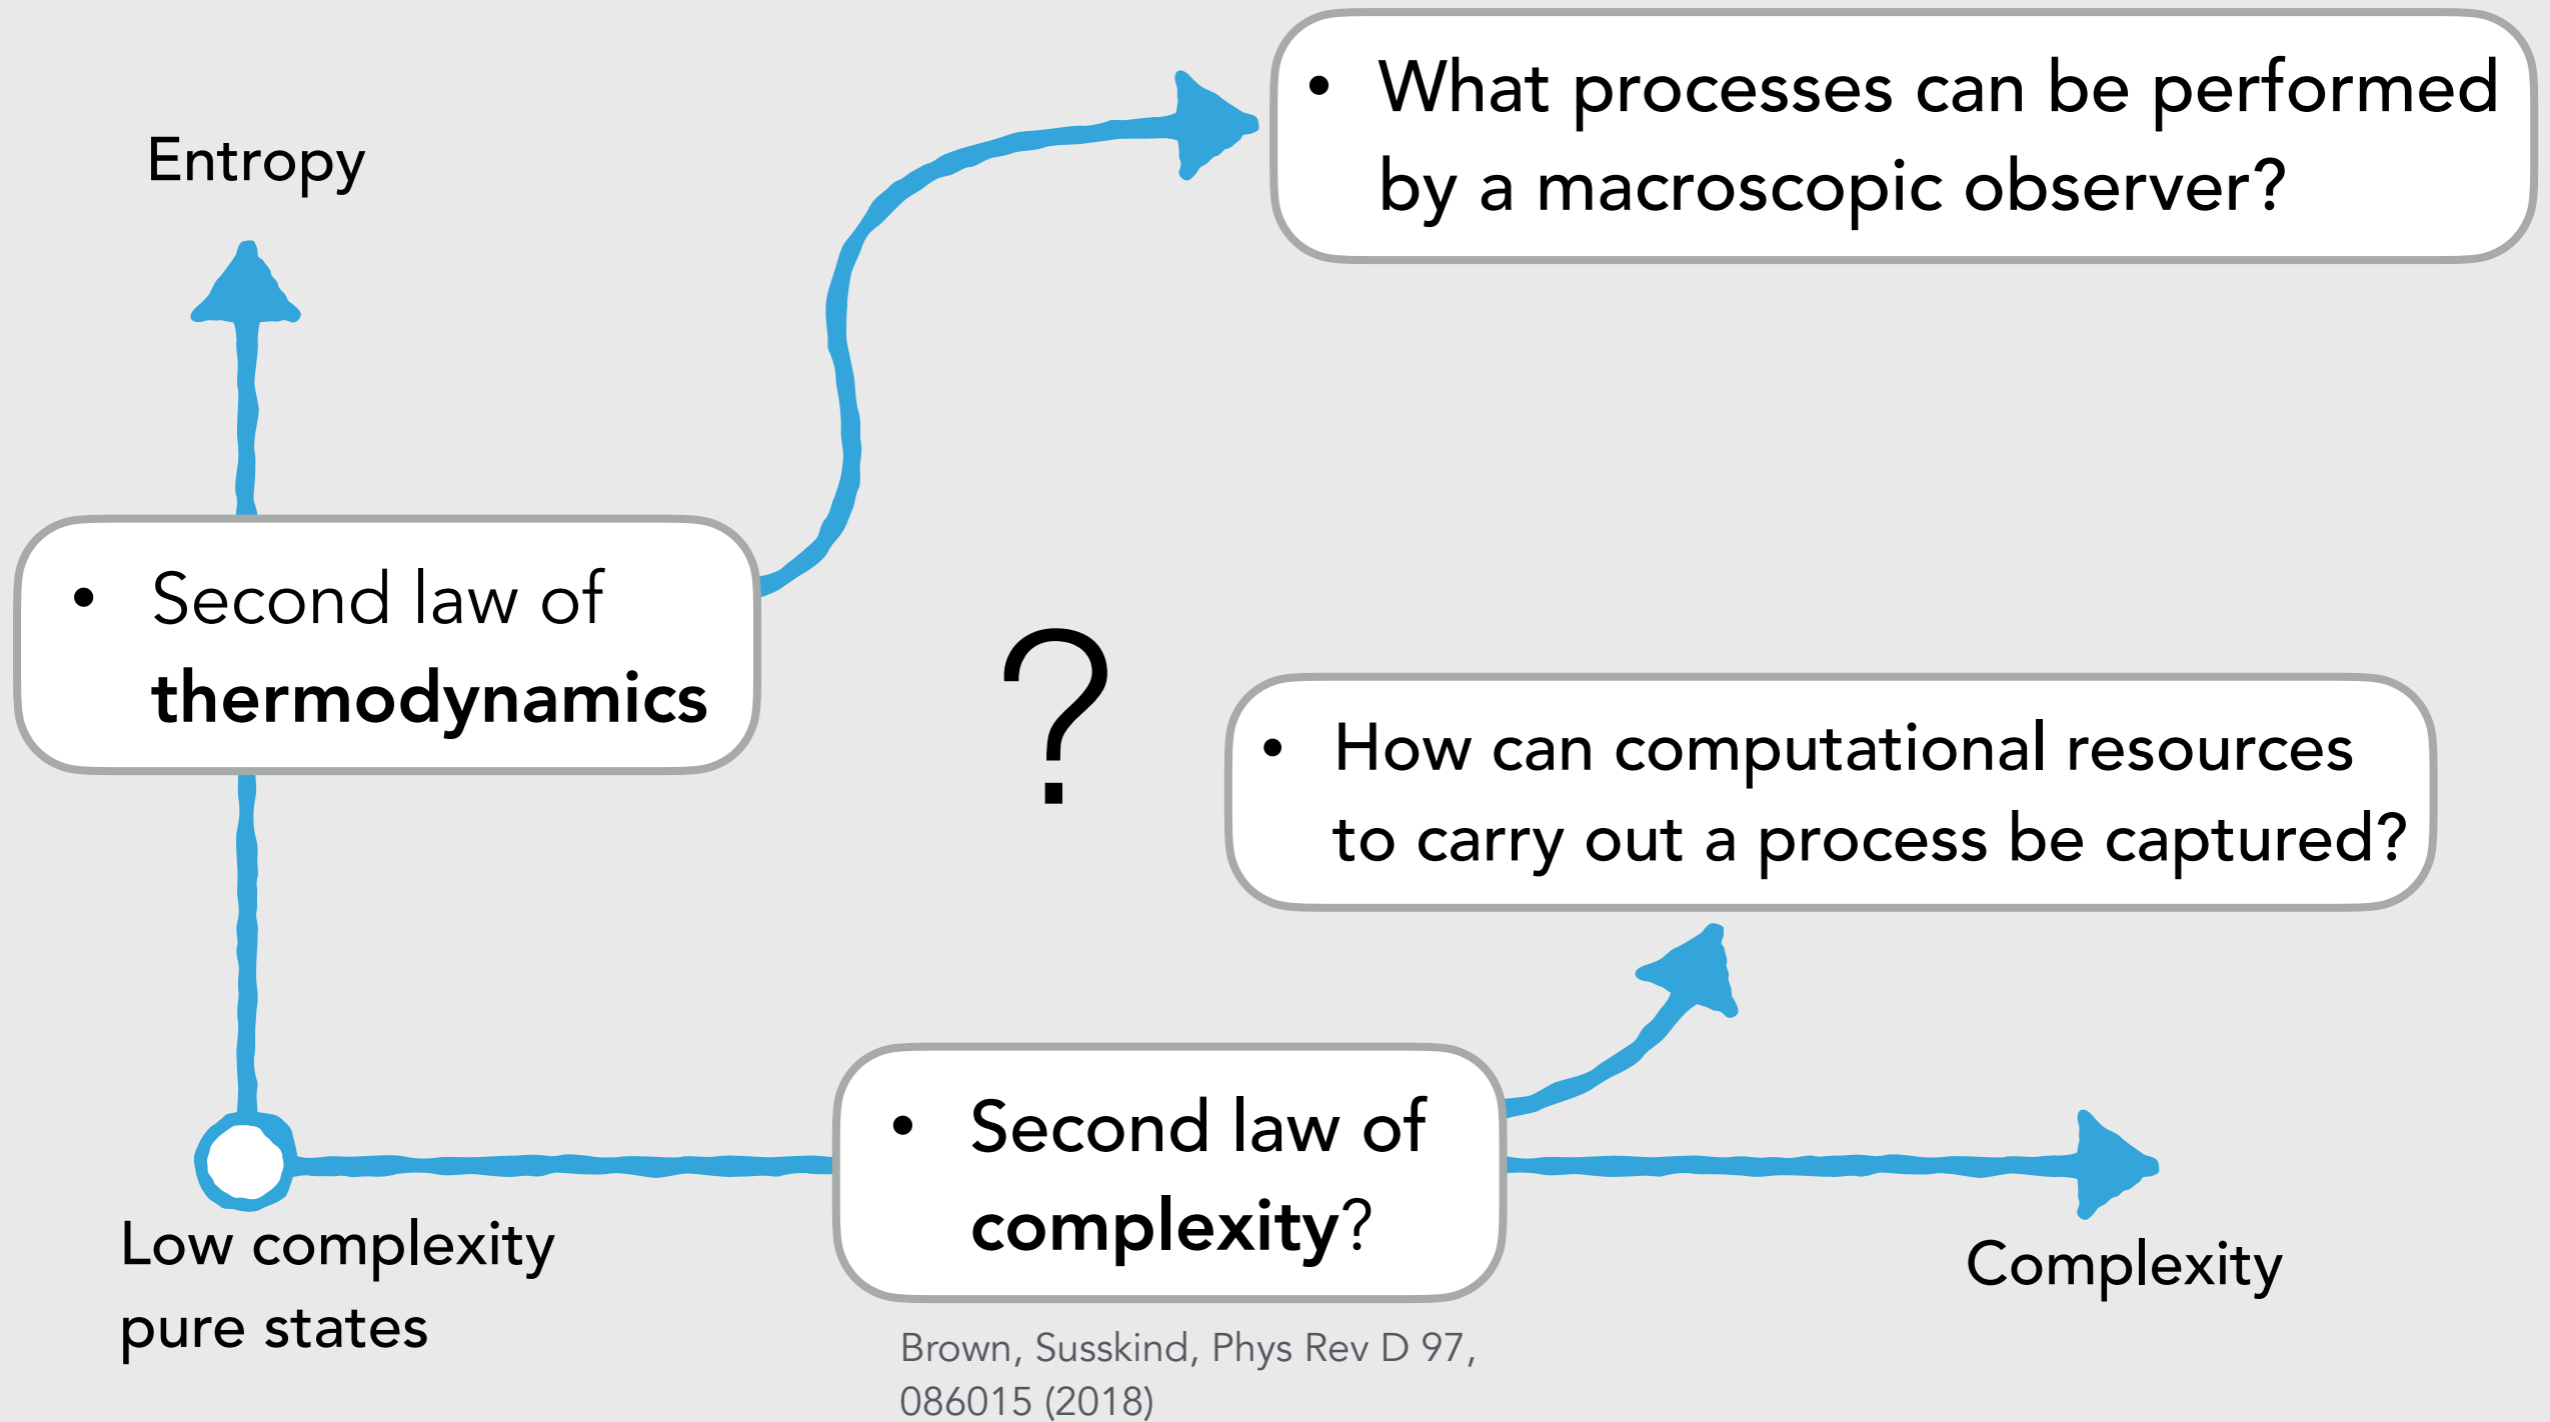 • What processes can be performed
by a macroscopic observer?
Entropy
• Second law of
thermodynamics
?
• How can computational resources
to carry out a process be captured?
• Second law of
complexity?
Low complexity
pure states
Complexity
Brown, Susskind, Phys Rev D 97,
086015 (2018)